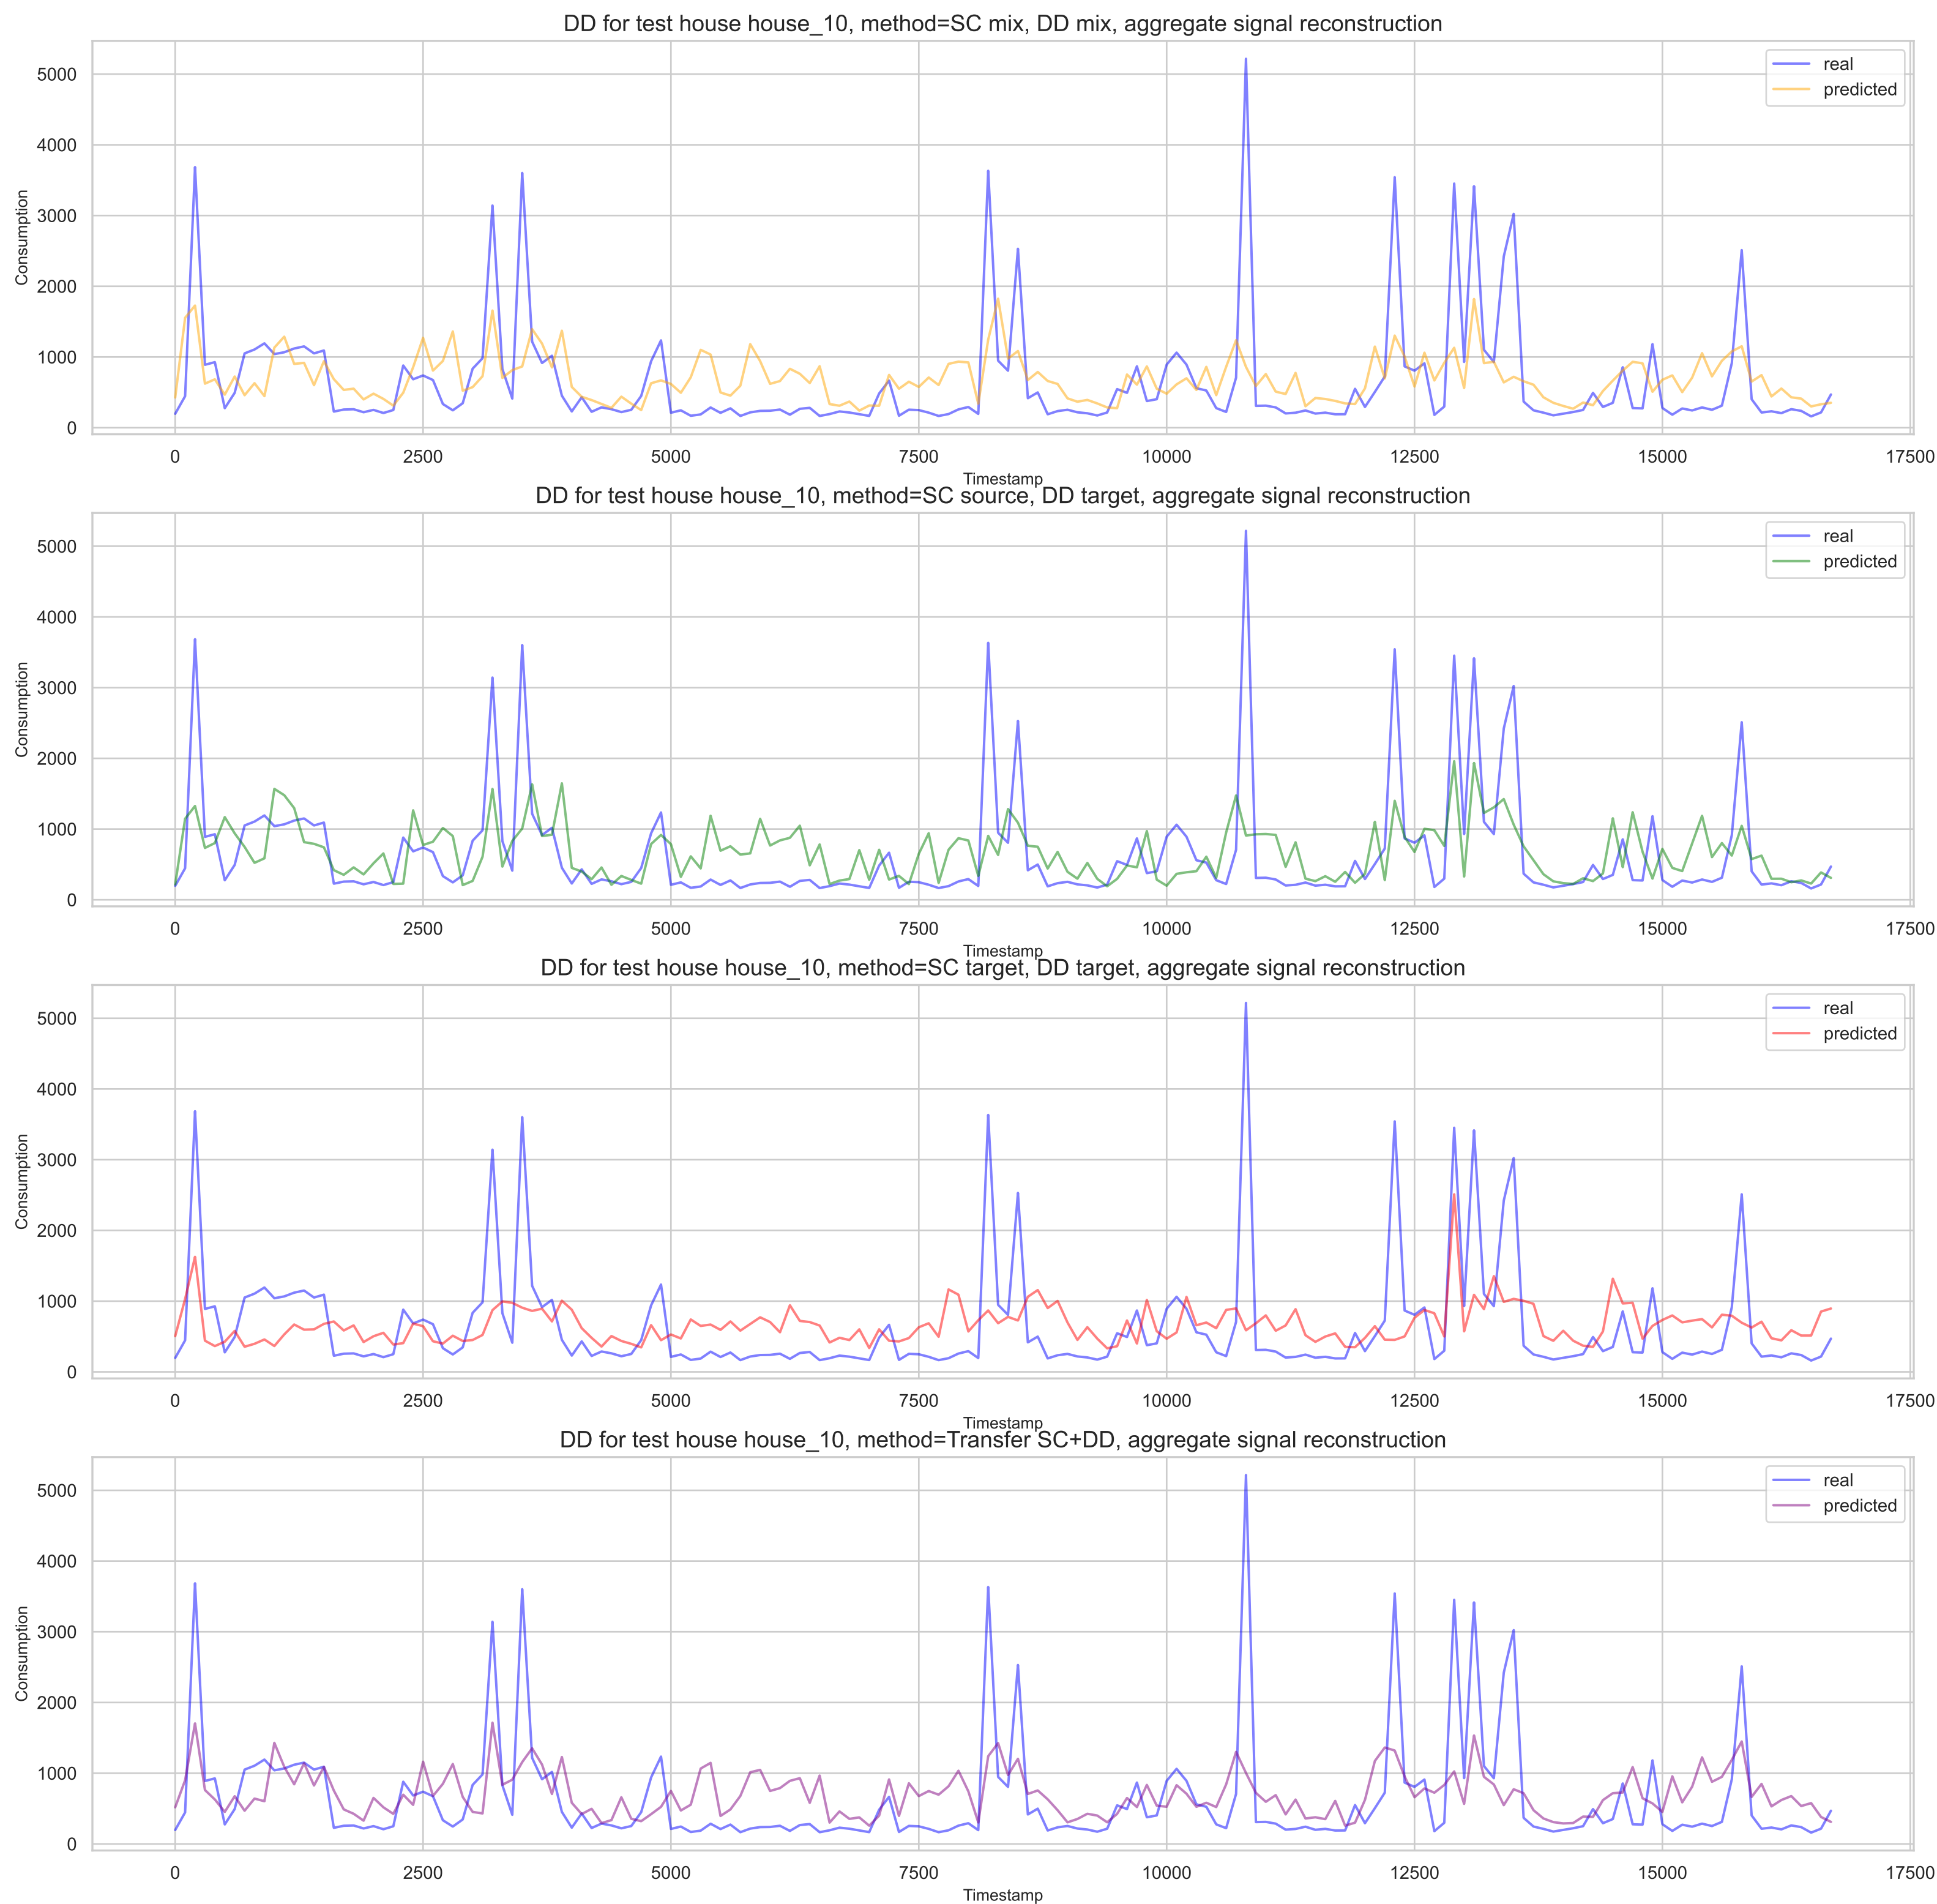 DD for test house house_10, method=SC mix, DD mix, aggregate signal reconstruction
real
predicted
Consumption
5000
4000
3000
2000
1000
0
0 2500 5000 7500 10000 12500 15000 17500
Timestamp
DD for test house house_10, method=SC source, DD target, aggregate signal reconstruction
real
predicted
Consumption
5000
4000
3000
2000
1000
0
0 2500 5000 7500 10000 12500 15000 17500
Timestamp
DD for test house house_10, method=SC target, DD target, aggregate signal reconstruction
real
predicted
Consumption
5000
4000
3000
2000
1000
0
0 2500 5000 7500 10000 12500 15000 17500
Timestamp
DD for test house house_10, method=Transfer SC+DD, aggregate signal reconstruction
real
predicted
Consumption
5000
4000
3000
2000
1000
0
0 2500 5000 7500 10000 12500 15000 17500
Timestamp